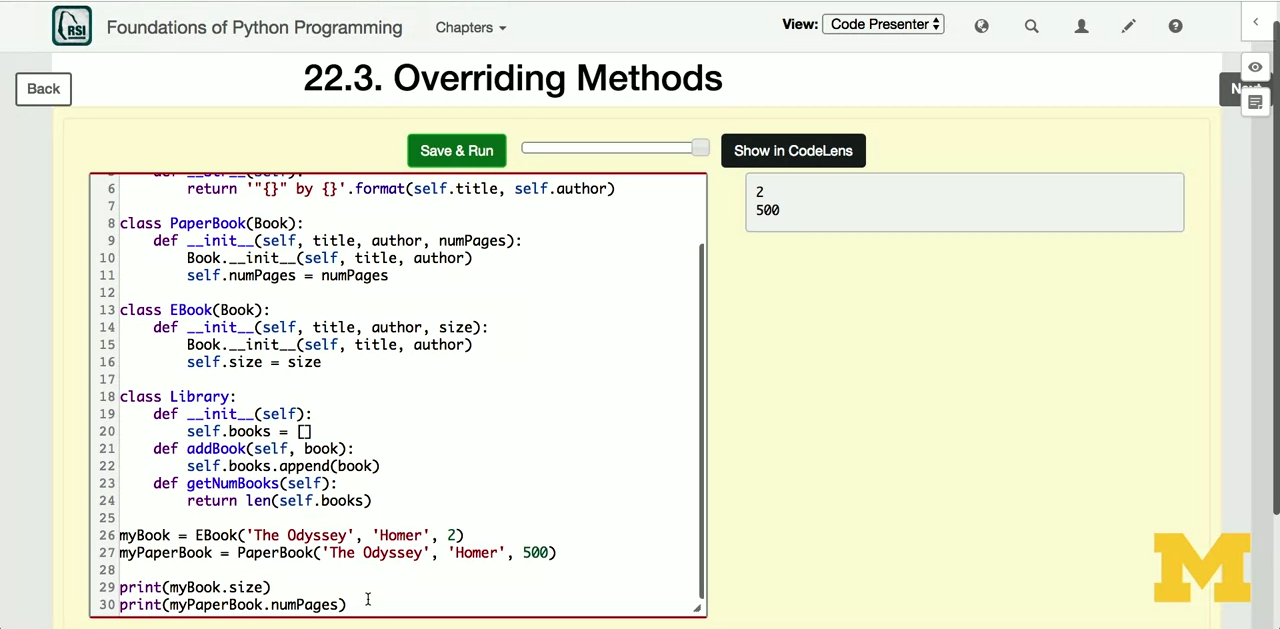 RSI
Foundations of Python Programming
Chapters
View:
Code Presenter
22.3. Overriding Methods
Back
Save & Run
Show in CodeLens
6 return '"{}" by {}'.format(self.title, self.author)
7
8 class PaperBook(Book):
9 def __init__(self, title, author, numPages):
10 Book.__init__(self, title, author)
11 self.numPages = numPages
12
13 class EBook(Book):
14 def __init__(self, title, author, size):
15 Book.__init__(self, title, author)
16 self.size = size
17
18 class Library:
19 def __init__(self):
20 self.books = []
21 def addBook(self, book):
22 self.books.append(book)
23 def getNumBooks(self):
24 return len(self.books)
25
26 myBook = EBook('The Odyssey', 'Homer', 2)
27 myPaperBook = PaperBook('The Odyssey', 'Homer', 500)
28
29 print(myBook.size)
30 print(myPaperBook.numPages)
2
500
M